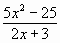 5x² − 25
2x + 3